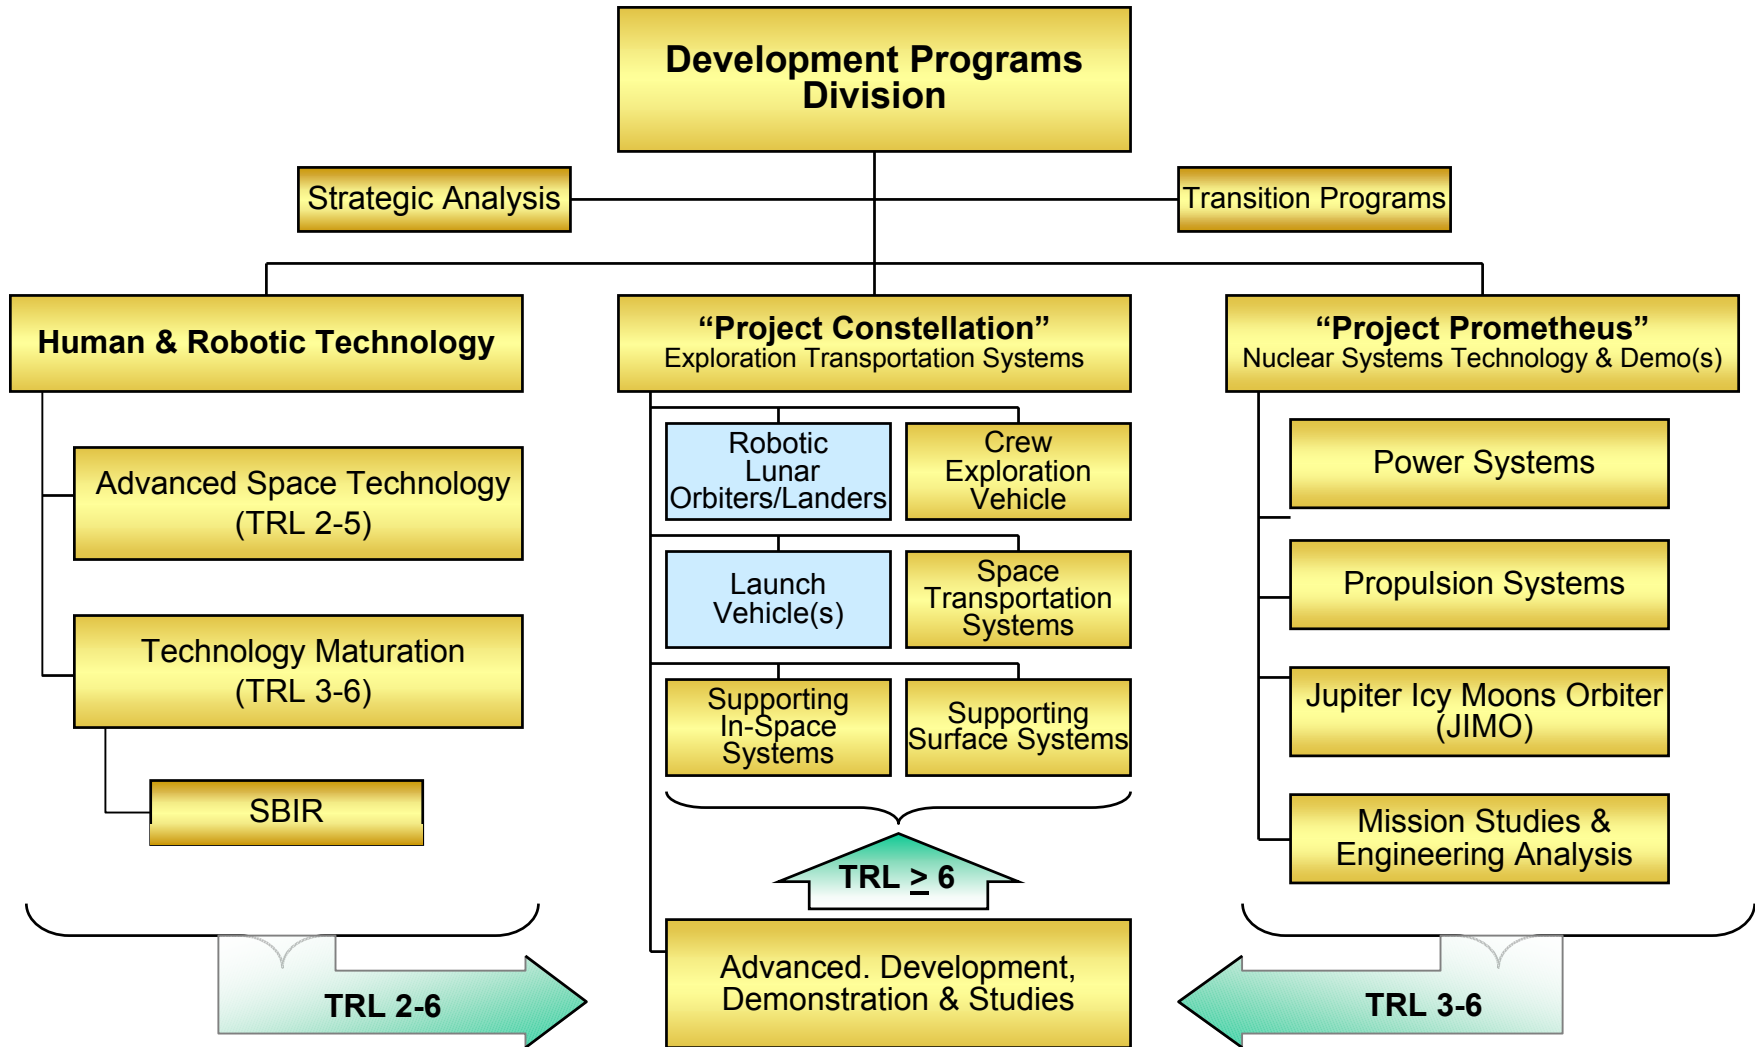 Development Programs
Division
Strategic Analysis
Transition Programs
Human & Robotic Technology
“Project Constellation”
Exploration Transportation Systems
“Project Prometheus”
Nuclear Systems Technology & Demo(s)
Advanced Space Technology
(TRL 2-5)
Technology Maturation
(TRL 3-6)
SBIR
Robotic
Lunar
Orbiters/Landers
Crew
Exploration
Vehicle
Launch
Vehicle(s)
Space
Transportation
Systems
Supporting
In-Space
Systems
Supporting
Surface Systems
TRL ≥ 6
Advanced. Development,
Demonstration & Studies
Power Systems
Propulsion Systems
Jupiter Icy Moons Orbiter
(JIMO)
Mission Studies &
Engineering Analysis
TRL 2-6
TRL 3-6